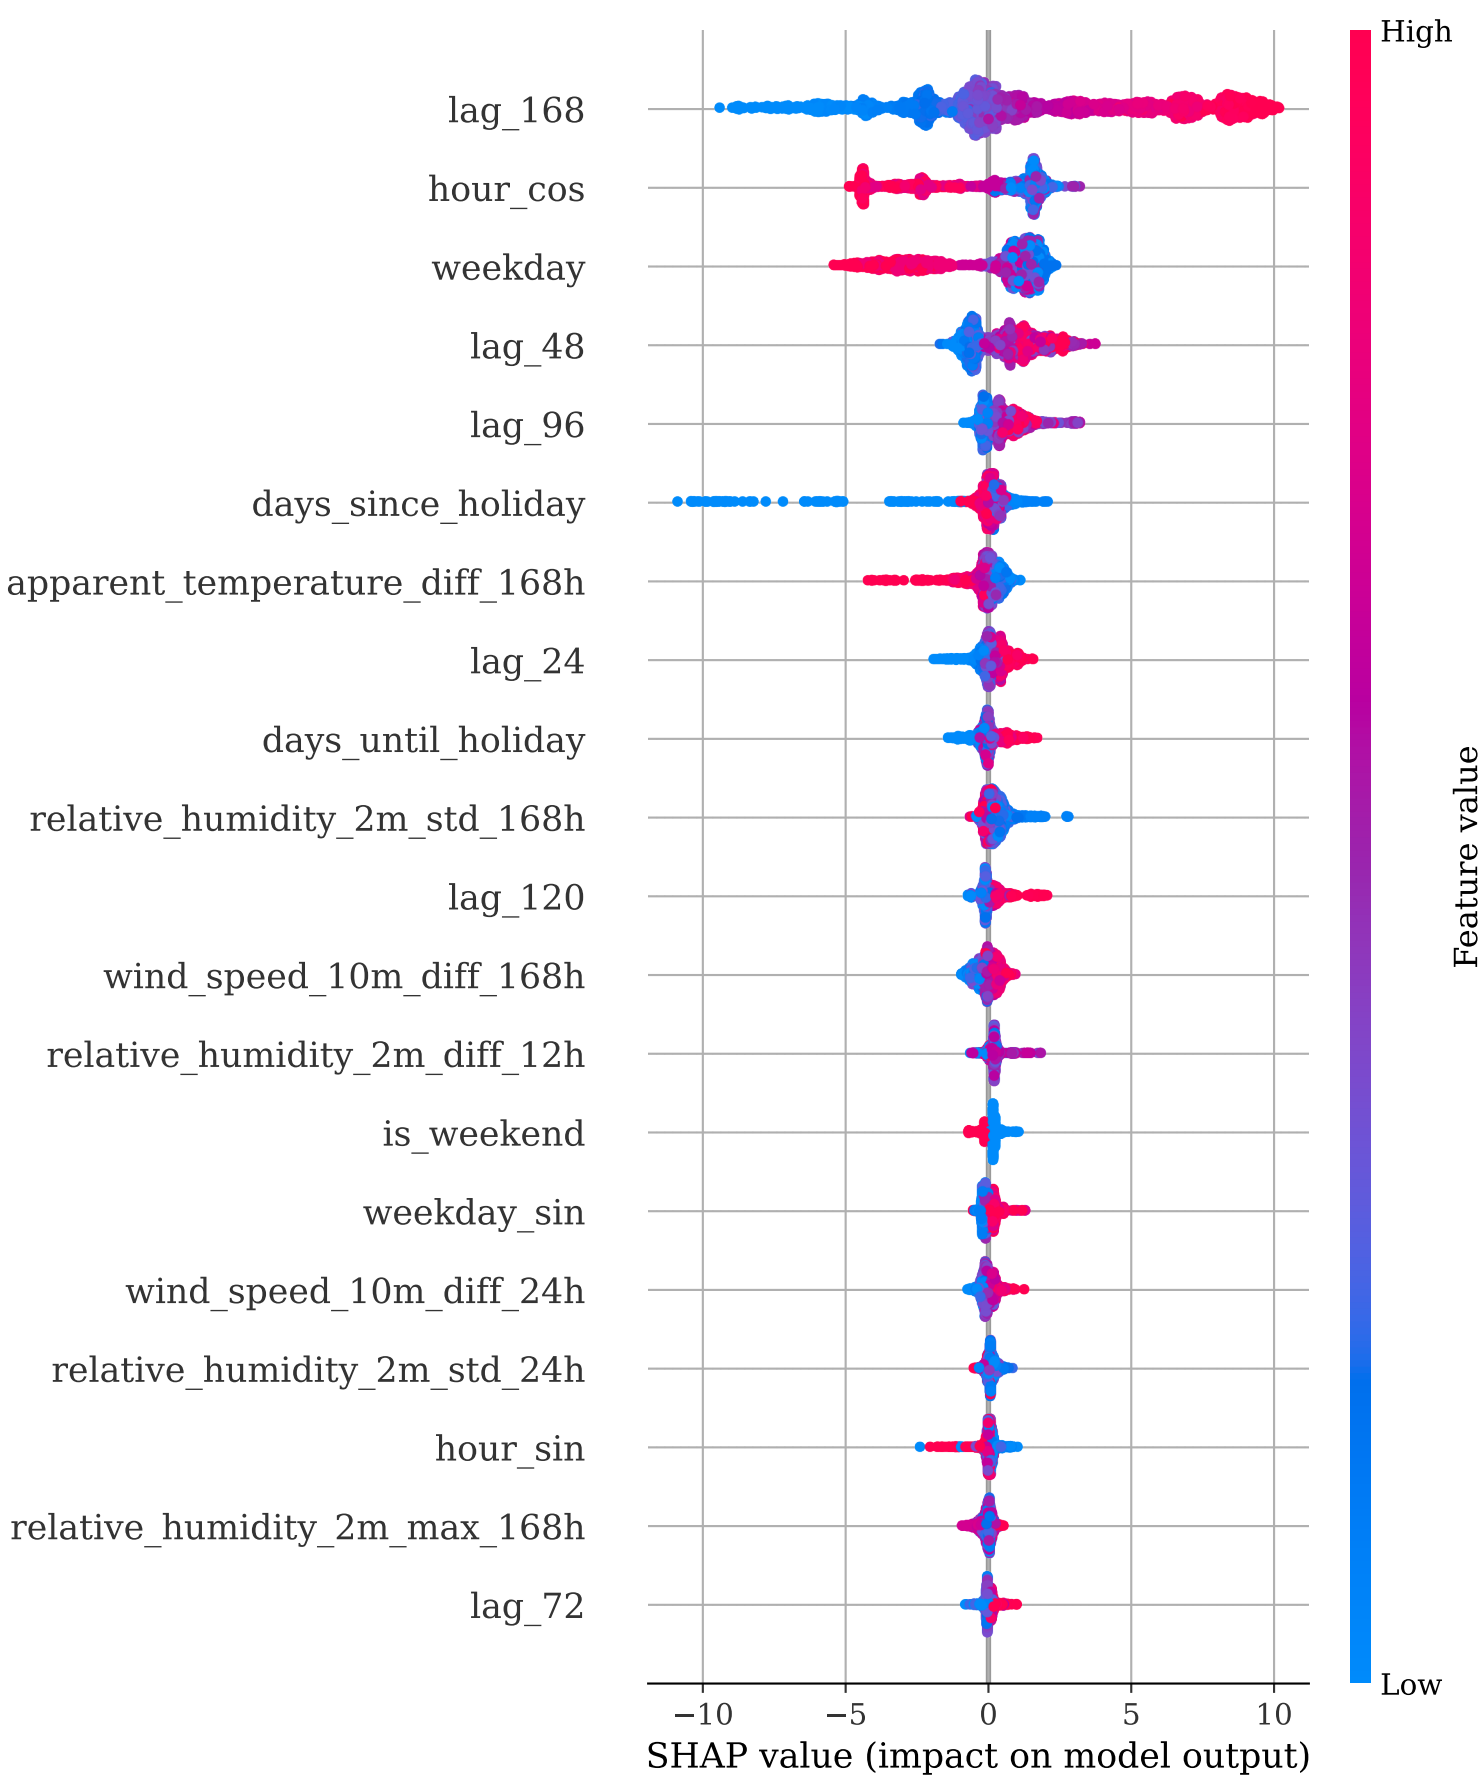 High
lag_168
hour_cos
weekday
lag_48
lag_96
days_since_holiday
apparent_temperature_diff_168h
lag_24
days_until_holiday
relative_humidity_2m_std_168h
lag_120
wind_speed_10m_diff_168h
relative_humidity_2m_diff_12h
is_weekend
weekday_sin
wind_speed_10m_diff_24h
relative_humidity_2m_std_24h
hour_sin
relative_humidity_2m_max_168h
lag_72
Feature value
Low
−10 −5 0 5 10
SHAP value (impact on model output)